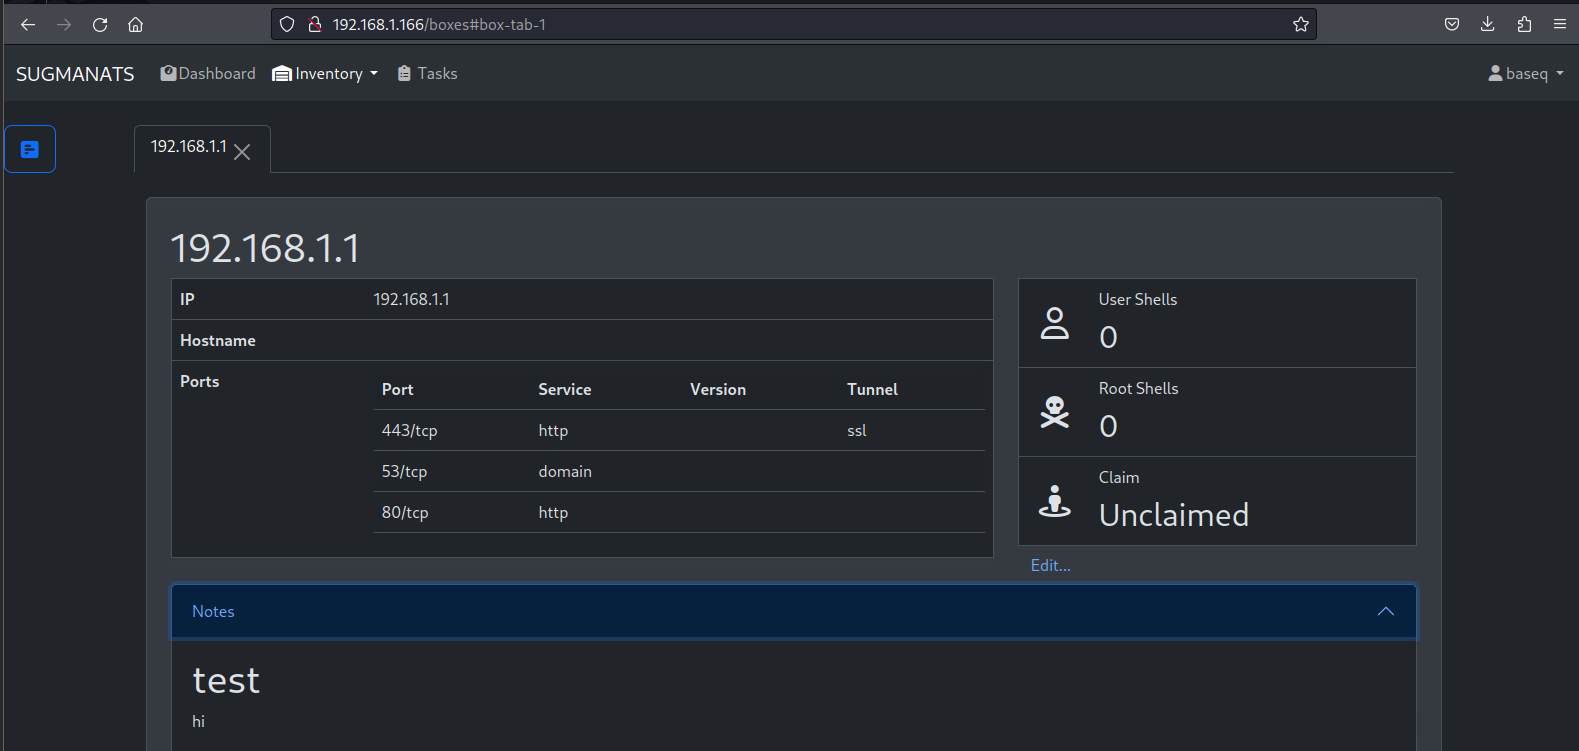 192.168.1.166/boxes#box-tab-1
SUGMANATS Dashboard Inventory Tasks baseq
192.168.1.1
192.168.1.1
IP 192.168.1.1
Hostname
Ports
Port Service Version Tunnel
443/tcp http ssl
53/tcp domain
80/tcp http
User Shells
0
Root Shells
0
Claim
Unclaimed
Edit...
Notes
test
hi